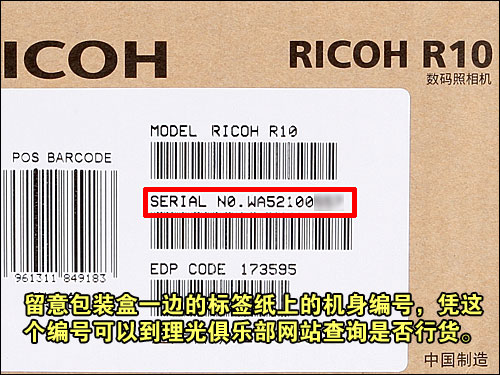 ICOH
RICOH R10
数码照相机
MODEL RICOH R10
POS BARCODE
SERIAL NO.WA52100
961311 849183
EDP CODE 173595
留意包装盒一边的标签纸上的机身编号，凭这
个编号可以到理光俱乐部网站查询是否行货。
中国制造